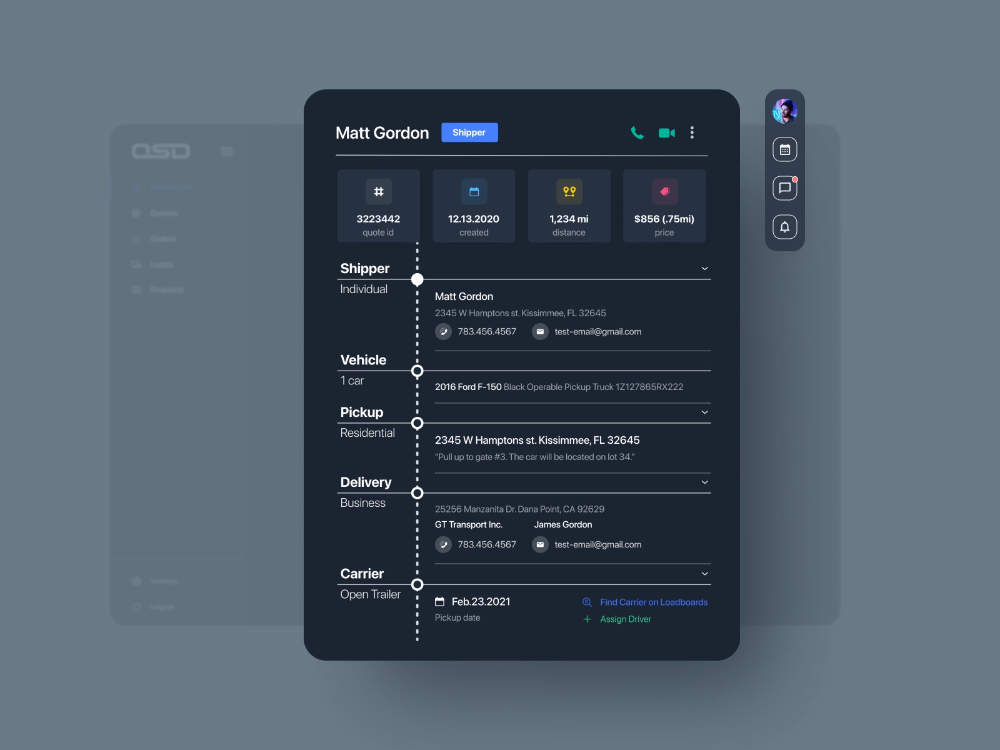 QSD
Matt Gordon Shipper
3223442
quote id
12.13.2020
created
1,234 mi
distance
$856 (.75mi)
price
Shipper
Individual
Matt Gordon
2345 W Hamptons st. Kissimmee, FL 32645
783.456.4567 test-email@gmail.com
Vehicle
1 car
2016 Ford F-150 Black Operable Pickup Truck 1Z127865RX222
Pickup
Residential
2345 W Hamptons st. Kissimmee, FL 32645
“Pull up to gate #3. The car will be located on lot 34.”
Delivery
Business
25256 Manzanita Dr. Dana Point, CA 92629
GT Transport Inc. James Gordon
783.456.4567 test-email@gmail.com
Carrier
Open Trailer
Feb.23.2021
Pickup date
Find Carrier on Loadboards
Assign Driver